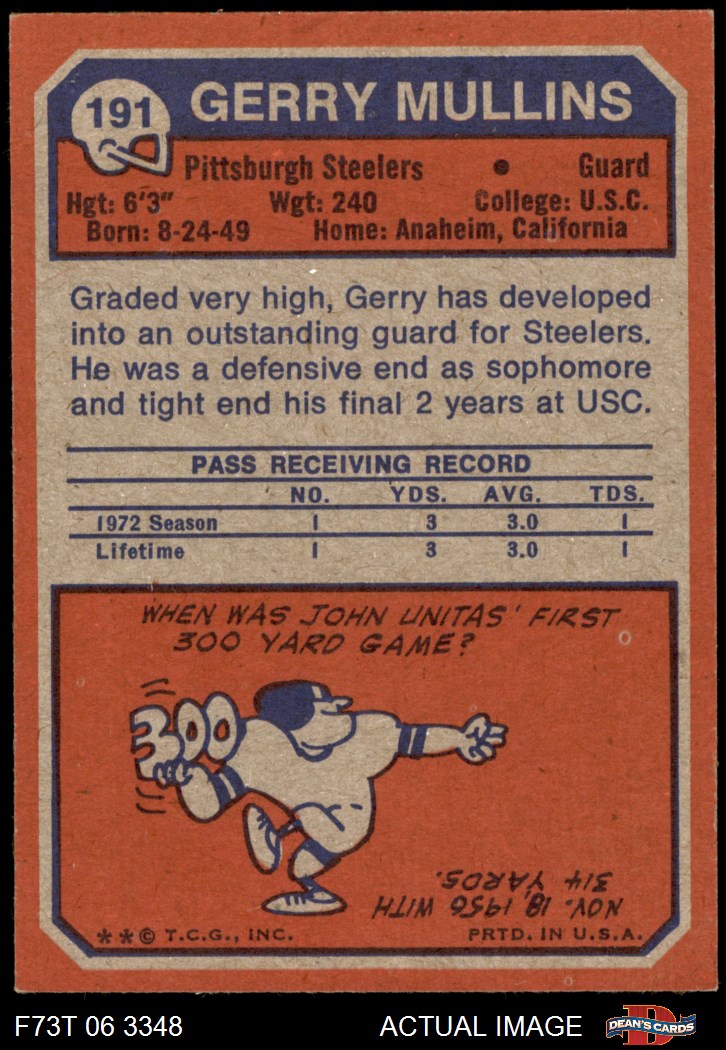 191 GERRY MULLINS
Pittsburgh Steelers • Guard
Hgt: 6'3" Wgt: 240 College: U.S.C.
Born: 8-24-49 Home: Anaheim, California
Graded very high, Gerry has developed
into an outstanding guard for Steelers.
He was a defensive end as sophomore
and tight end his final 2 years at USC.
PASS RECEIVING RECORD
NO. YDS. AVG. TDS.
1972 Season 1 3 3.0 1
Lifetime 1 3 3.0 1
WHEN WAS JOHN UNITAS' FIRST
300 YARD GAME?
300
NOV. 18, 1956 WITH
314 YARDS.
**© T.C.G., INC. PRTD. IN U.S.A.
F73T 06 3348 ACTUAL IMAGE D DEAN'S CARDS